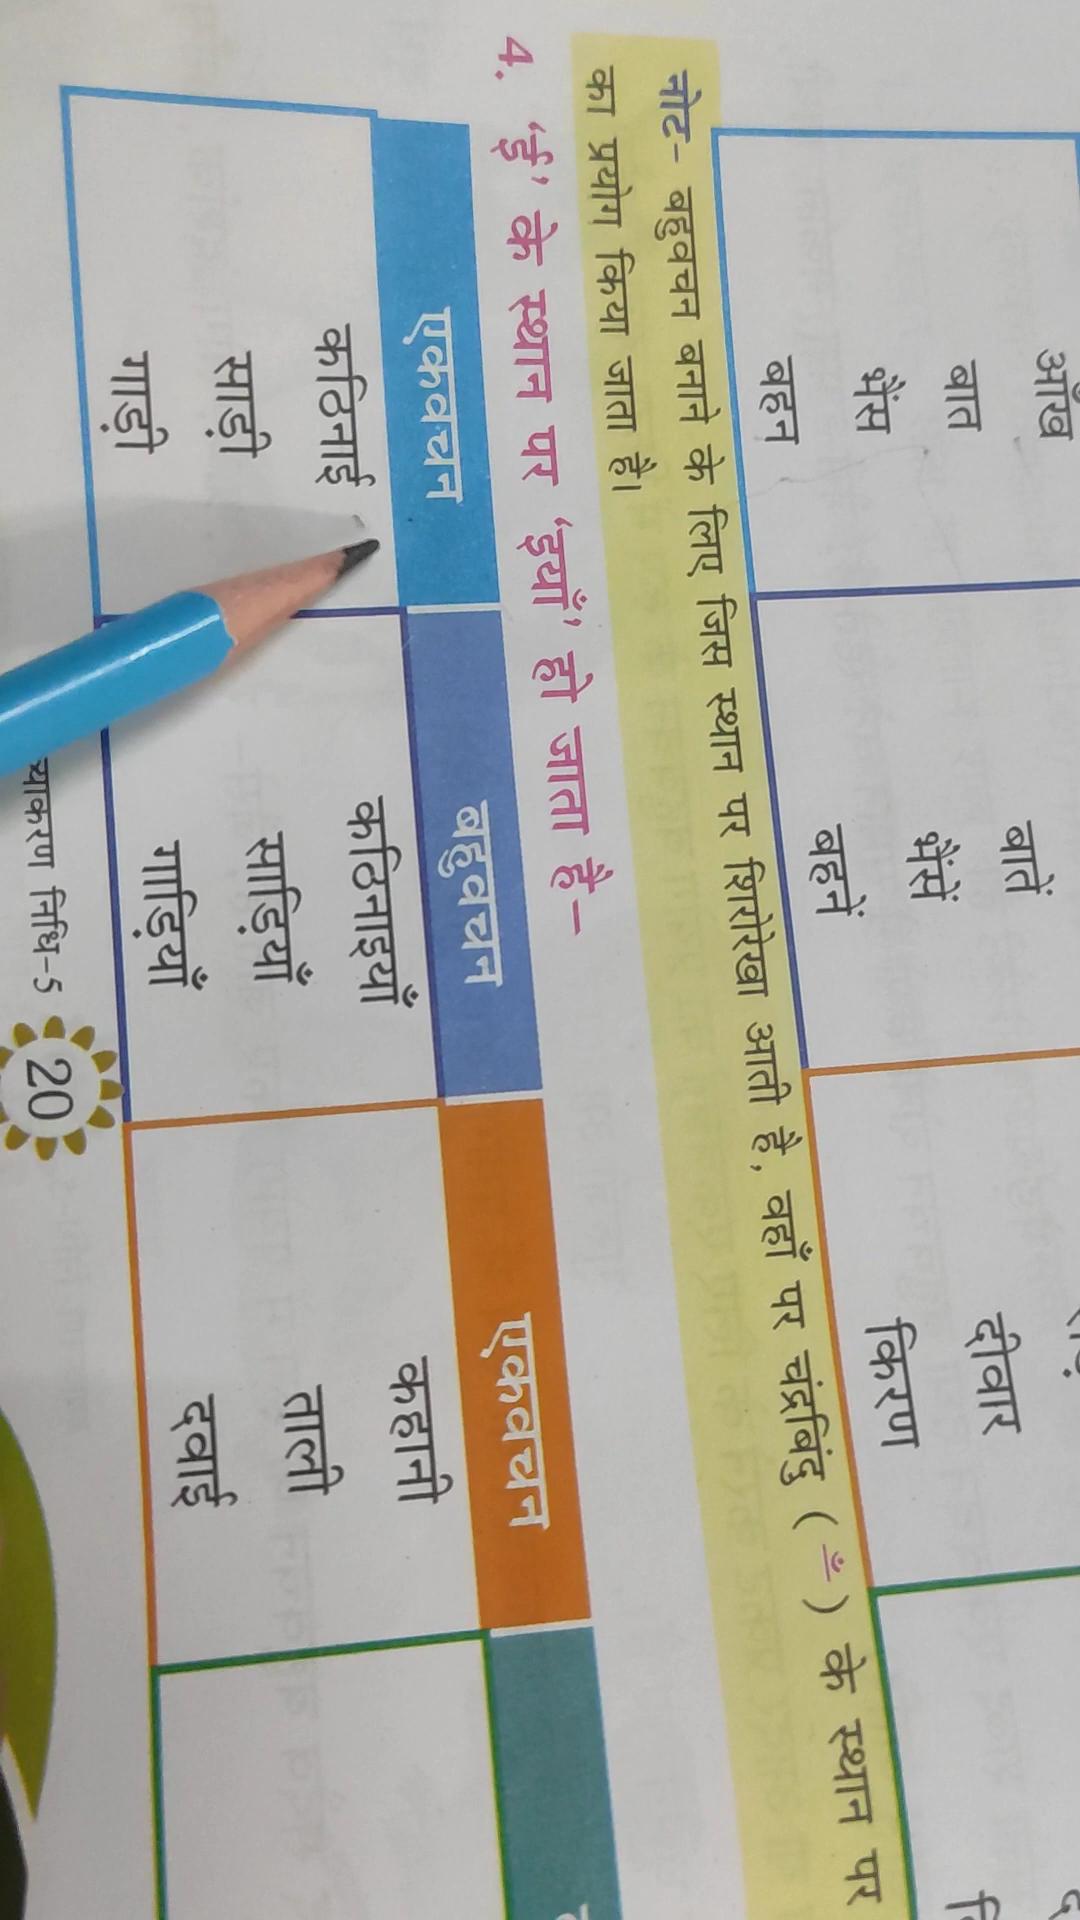 आँख
बात बातें दीवार
भैंस भैंसें किरण
बहन बहनें
नोट- बहुवचन बनाने के लिए जिस स्थान पर शिरोरेखा आती है, वहाँ पर चंद्रबिंदु ( ँ ) के स्थान पर
का प्रयोग किया जाता है।
4. ‘ई’ के स्थान पर ‘इयाँ’ हो जाता है–
एकवचन बहुवचन एकवचन
कठिनाई कठिनाइयाँ कहानी
साड़ी साड़ियाँ ताली
गाड़ी गाड़ियाँ दवाई
व्याकरण निधि-5 20